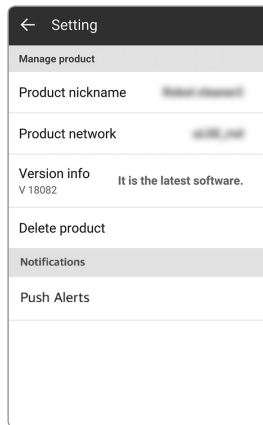 Setting
Manage product
Product nickname
Product network
Version info
V 18082
It is the latest software.
Delete product
Notifications
Push Alerts